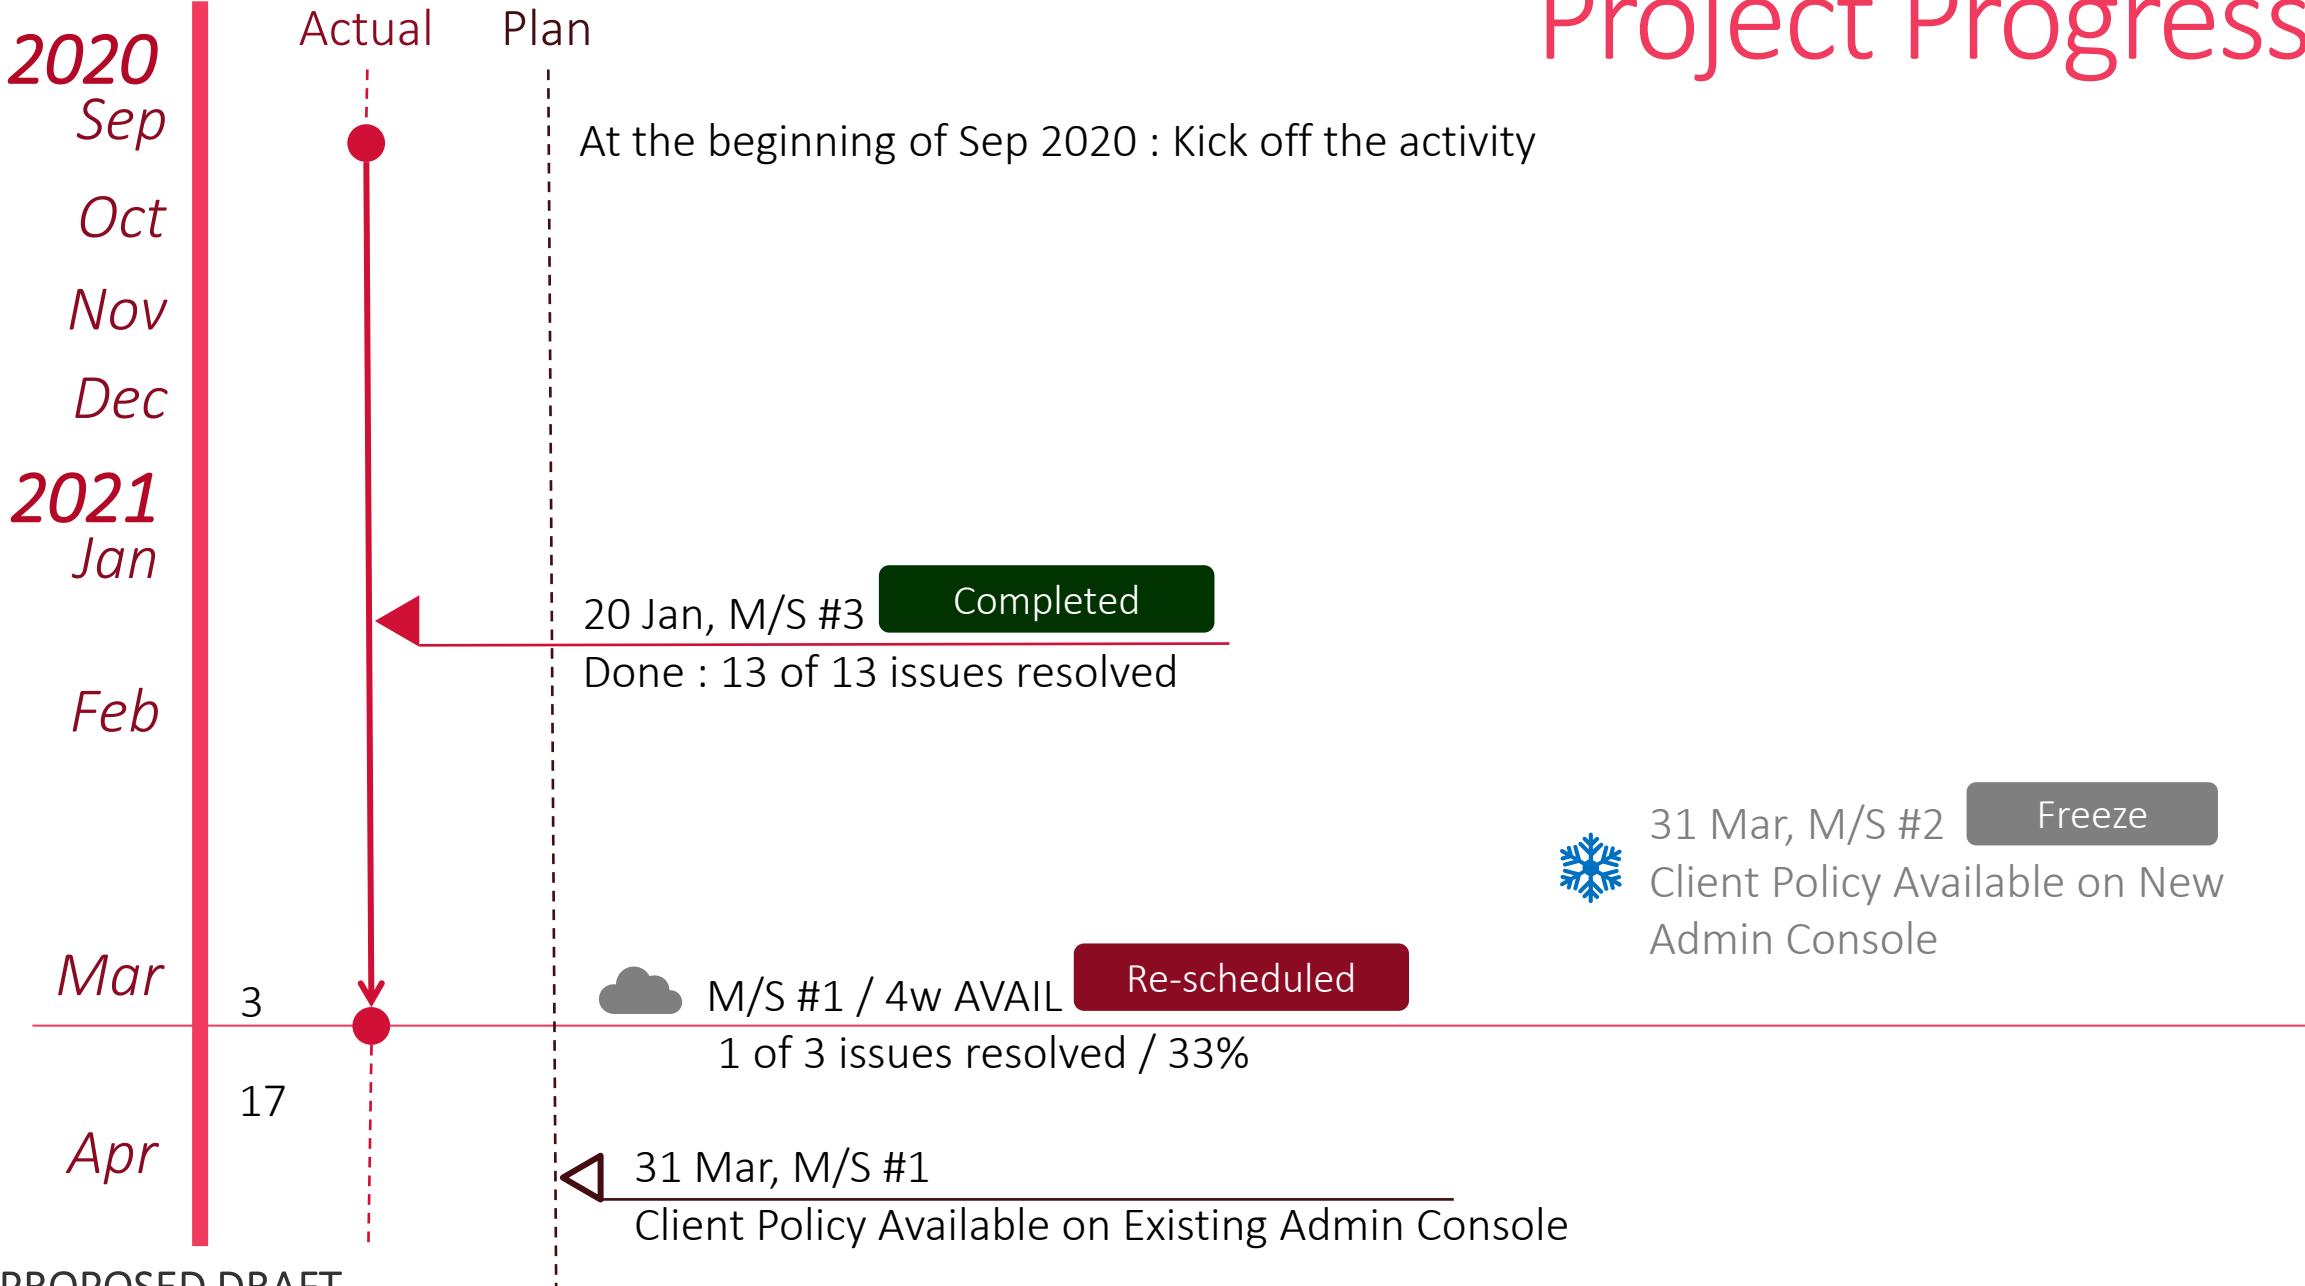 Project Progress
Actual
Plan
2020
Sep
At the beginning of Sep 2020 : Kick off the activity
Oct
Nov
Dec
2021
Jan
20 Jan, M/S #3
Completed
Done : 13 of 13 issues resolved
Feb
31 Mar, M/S #2
Freeze
Client Policy Available on New
Admin Console
Mar
3
M/S #1 / 4w AVAIL
Re-scheduled
1 of 3 issues resolved / 33%
17
Apr
31 Mar, M/S #1
Client Policy Available on Existing Admin Console
PROPOSED DRAFT